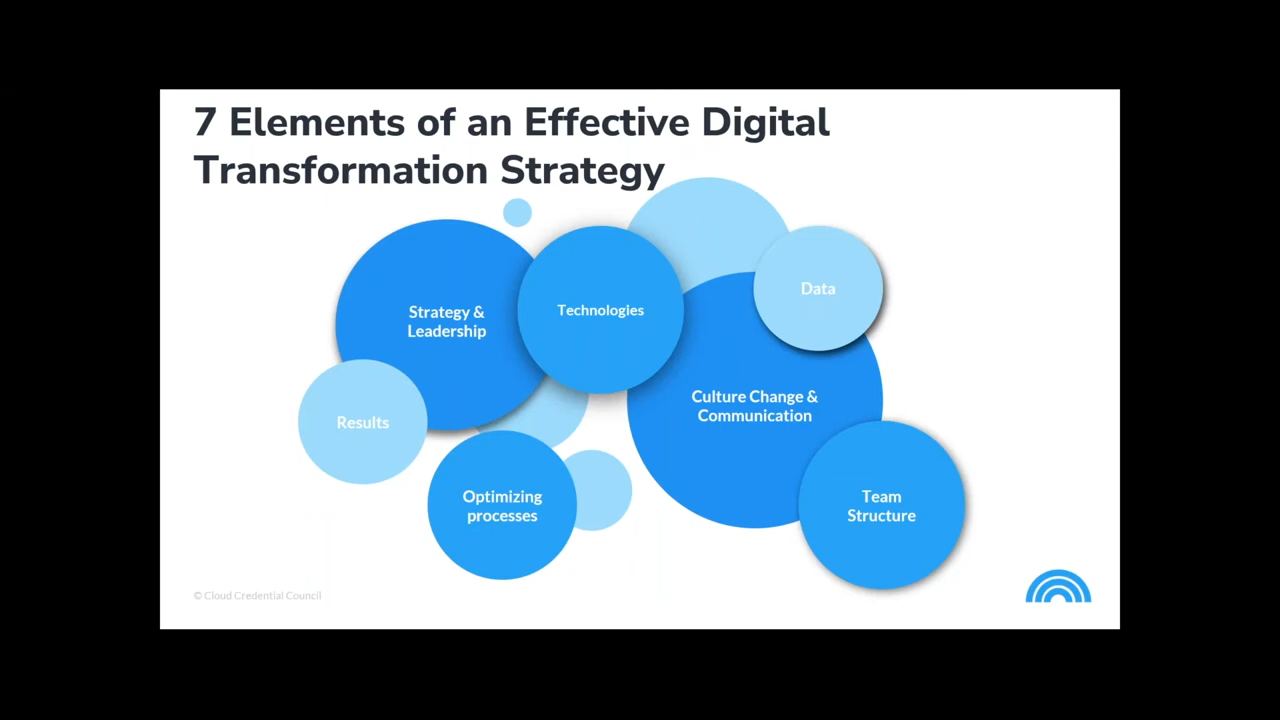 7 Elements of an Effective Digital
Transformation Strategy
Strategy &
Leadership
Technologies
Data
Culture Change &
Communication
Results
Optimizing
processes
Team
Structure
© Cloud Credential Council